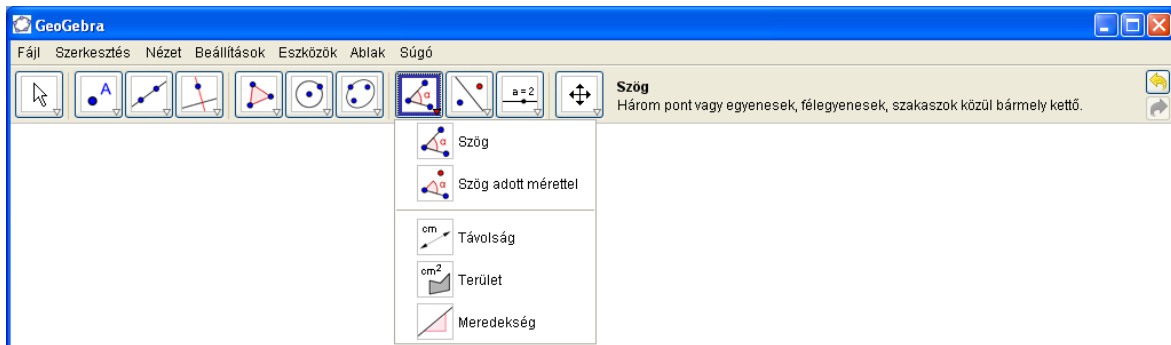 GeoGebra
Fájl Szerkesztés Nézet Beállítások Eszközök Ablak Súgó
A
α
a = 2
Szög
Három pont vagy egyenesek, félegyenesek, szakaszok közül bármely kettő.
α Szög
α Szög adott mérettel
cm Távolság
cm² Terület
Meredekség